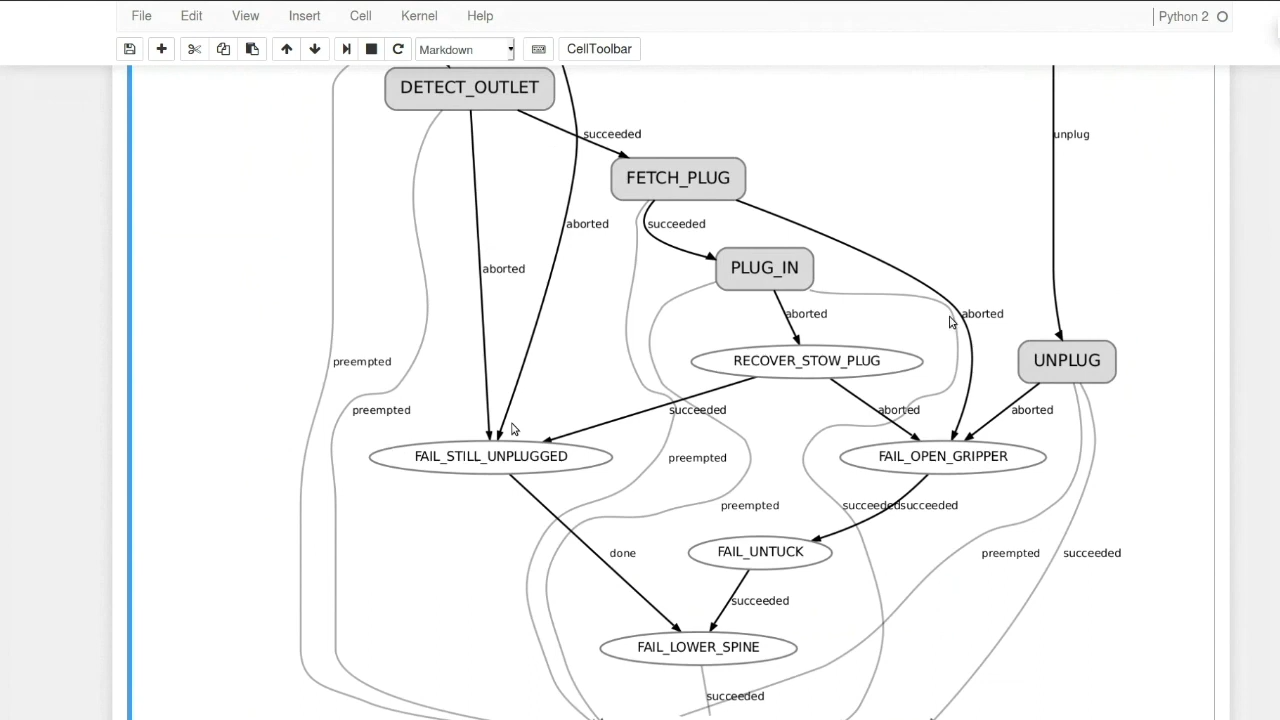 File Edit View Insert Cell Kernel Help Python 2
Markdown CellToolbar
DETECT_OUTLET
succeeded
unplug
FETCH_PLUG
aborted
succeeded
aborted
PLUG_IN
aborted
aborted
preempted
RECOVER_STOW_PLUG
UNPLUG
preempted
succeeded
aborted
aborted
FAIL_STILL_UNPLUGGED
preempted
FAIL_OPEN_GRIPPER
preempted
succeeded
succeeded
done
FAIL_UNTUCK
preempted
succeeded
succeeded
FAIL_LOWER_SPINE
succeeded